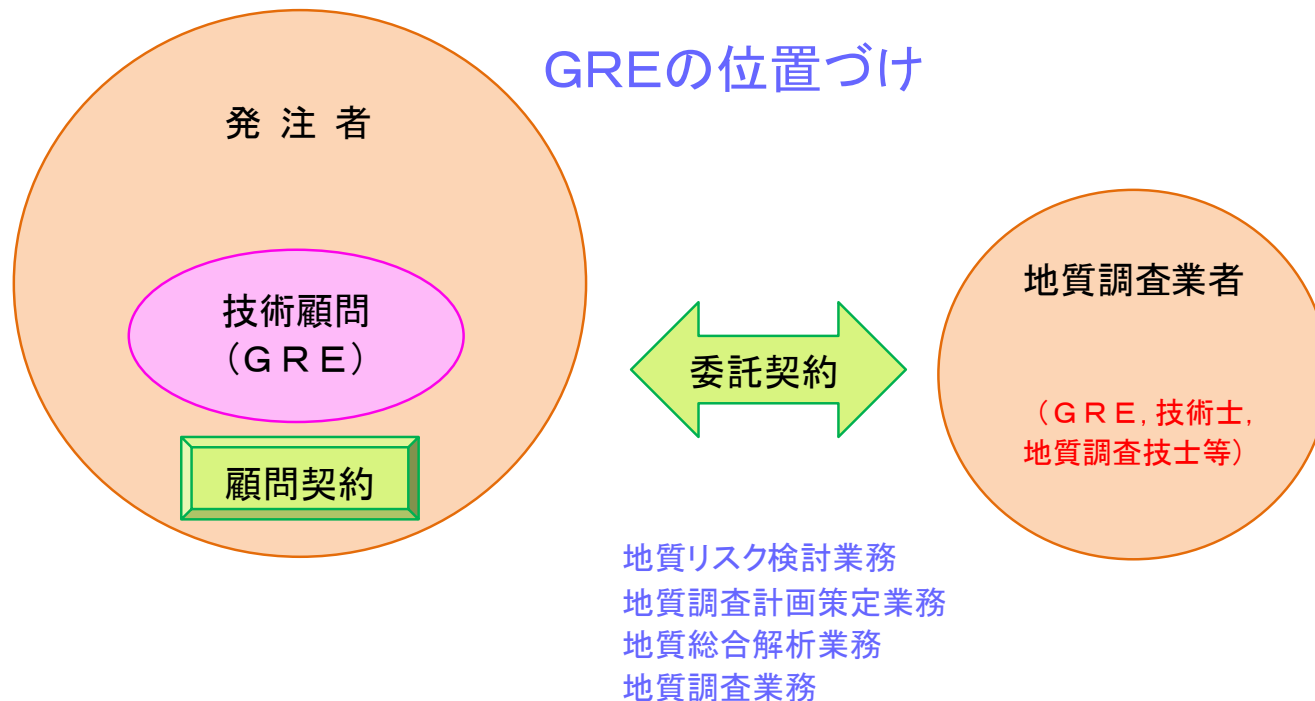 GREの位置づけ
発 注 者
技術顧問
（ＧＲＥ）
顧問契約
委託契約
地質調査業者
（ＧＲＥ，技術士，
地質調査技士等）
地質リスク検討業務
地質調査計画策定業務
地質総合解析業務
地質調査業務